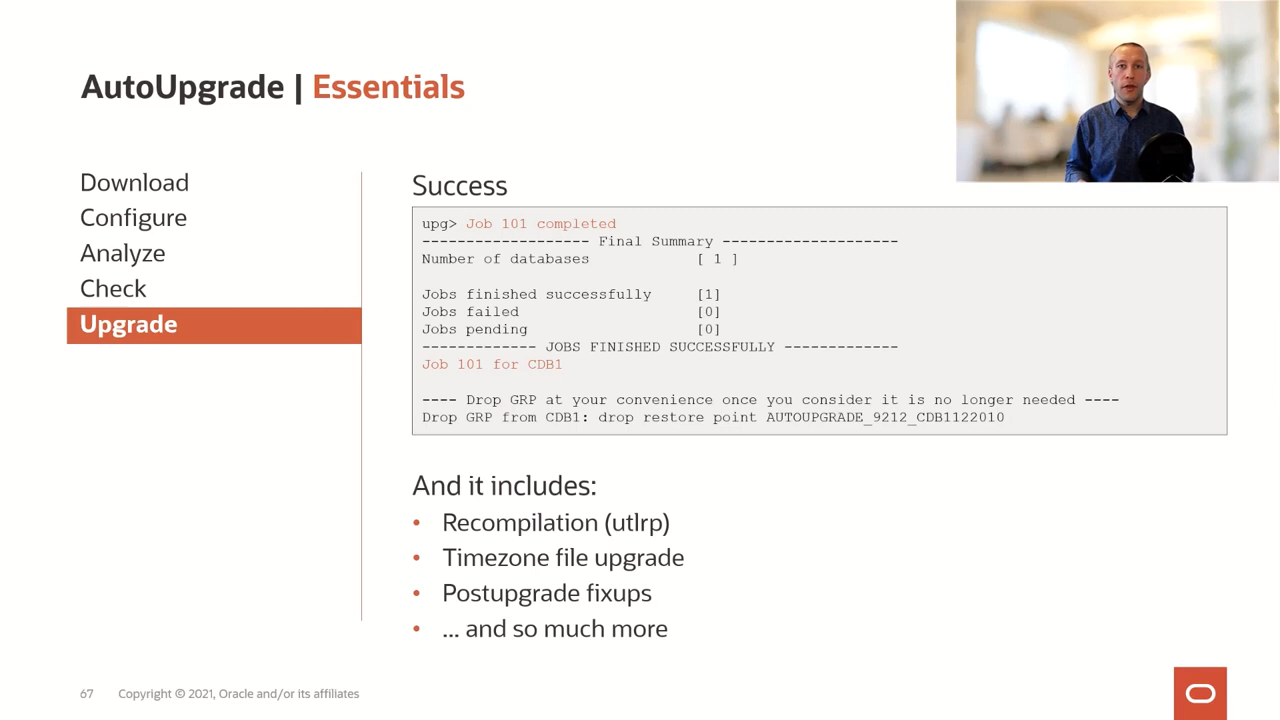 AutoUpgrade | Essentials
Download
Configure
Analyze
Check
Upgrade
Success
upg> Job 101 completed
------------------- Final Summary --------------------
Number of databases [ 1 ]
Jobs finished successfully [1]
Jobs failed [0]
Jobs pending [0]
------------- JOBS FINISHED SUCCESSFULLY -------------
Job 101 for CDB1
---- Drop GRP at your convenience once you consider it is no longer needed ----
Drop GRP from CDB1: drop restore point AUTOUPGRADE_9212_CDB1122010
And it includes:
• Recompilation (utlrp)
• Timezone file upgrade
• Postupgrade fixups
• ... and so much more
67 Copyright © 2021, Oracle and/or its affiliates